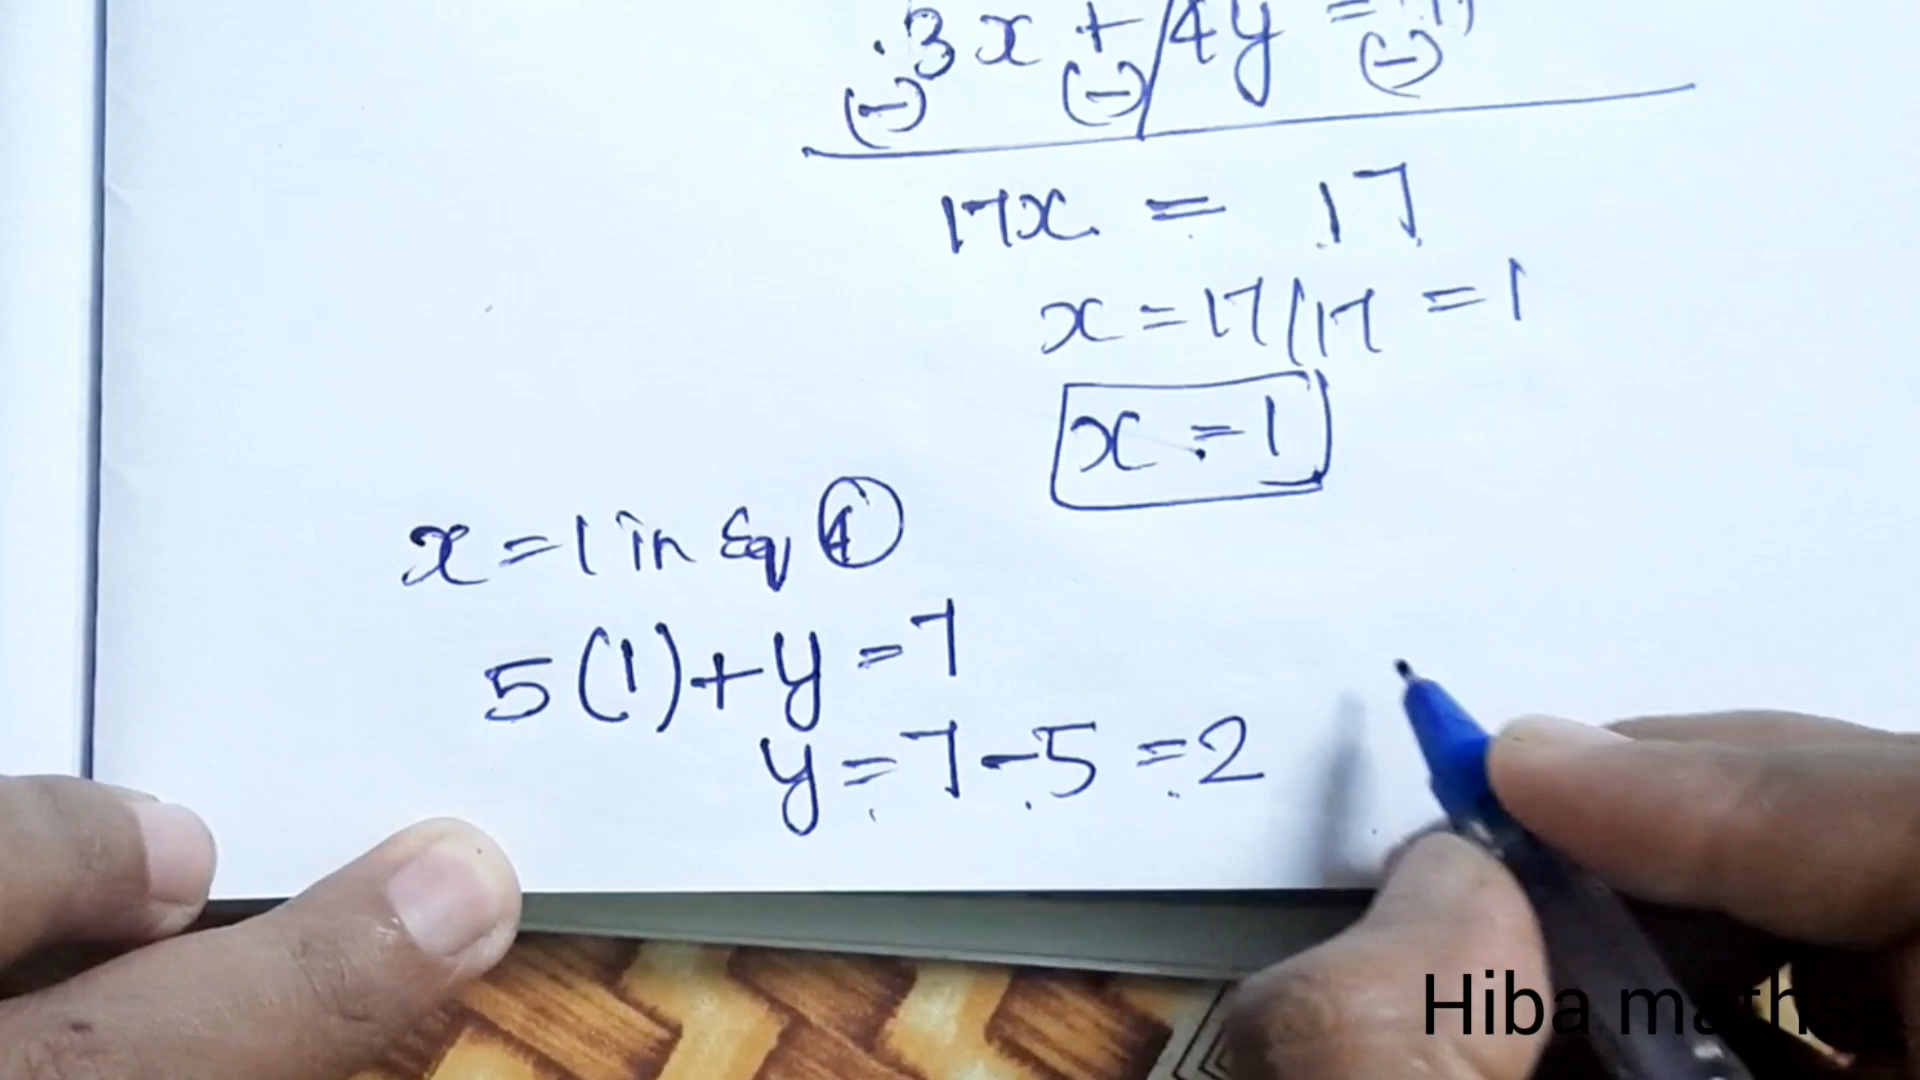 3x + 4y = 11
(-) (-) (-)
17x = 17
x = 17/17 = 1
x = 1
x = 1 in Eq ①
5(1) + y = 7
y = 7 - 5 = 2
Hiba maths